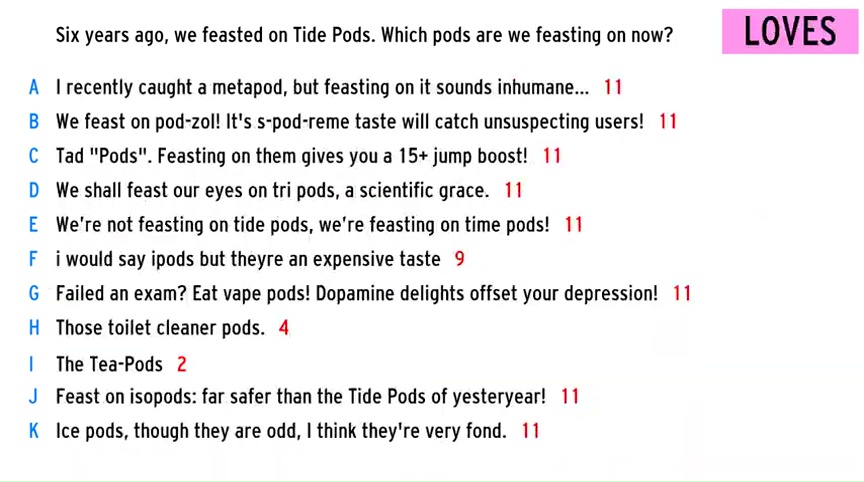 Six years ago, we feasted on Tide Pods. Which pods are we feasting on now?
LOVES
A I recently caught a metapod, but feasting on it sounds inhumane... 11
B We feast on pod-zol! It's s-pod-reme taste will catch unsuspecting users! 11
C Tad "Pods". Feasting on them gives you a 15+ jump boost! 11
D We shall feast our eyes on tri pods, a scientific grace. 11
E We're not feasting on tide pods, we're feasting on time pods! 11
F i would say ipods but theyre an expensive taste 9
G Failed an exam? Eat vape pods! Dopamine delights offset your depression! 11
H Those toilet cleaner pods. 4
I The Tea-Pods 2
J Feast on isopods: far safer than the Tide Pods of yesteryear! 11
K Ice pods, though they are odd, I think they're very fond. 11